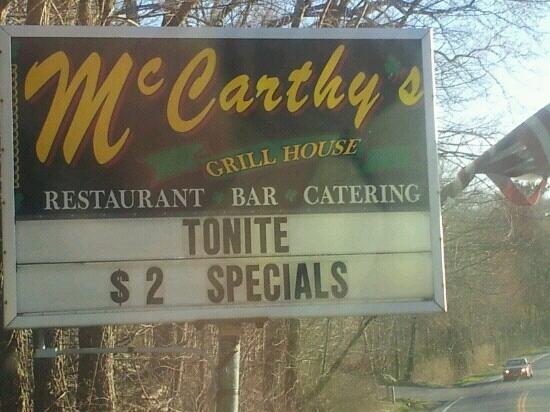 McCarthy's
GRILL HOUSE
RESTAURANT BAR CATERING
TONITE
$2 SPECIALS